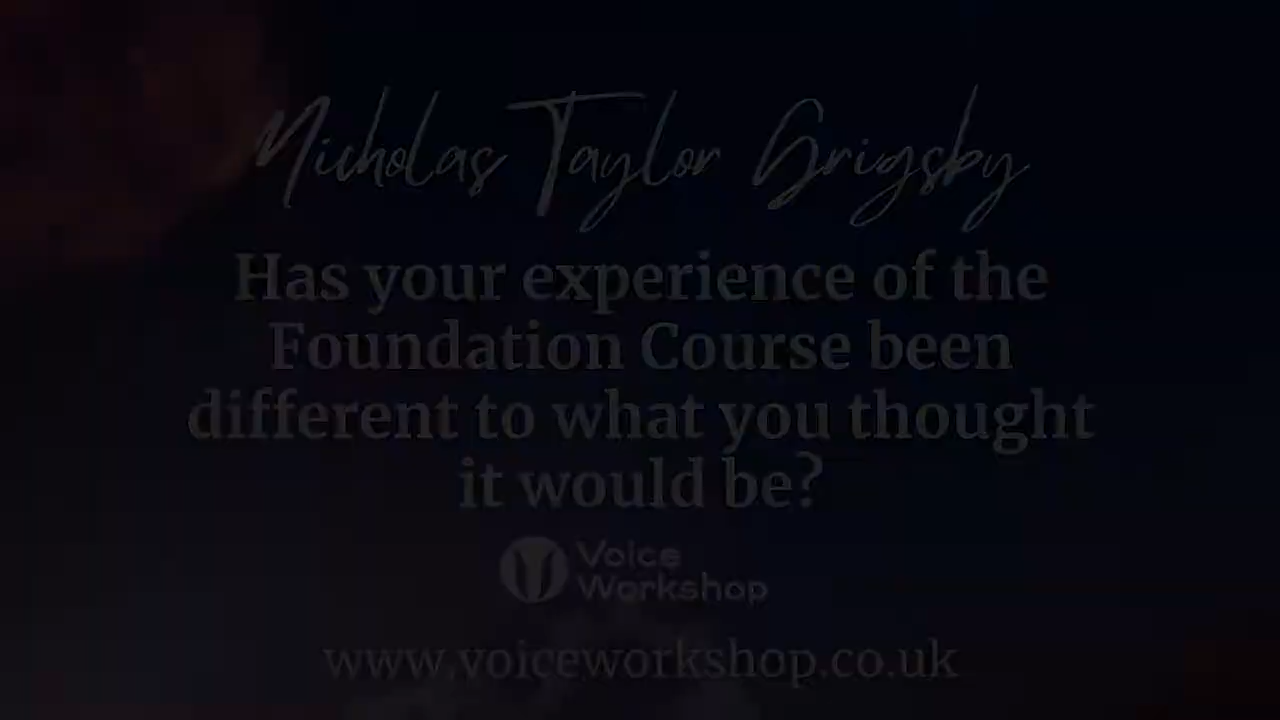 Nicholas Taylor Grigsby
Has your experience of the
Foundation Course been
different to what you thought
it would be?
Voice
Workshop
www.voiceworkshop.co.uk